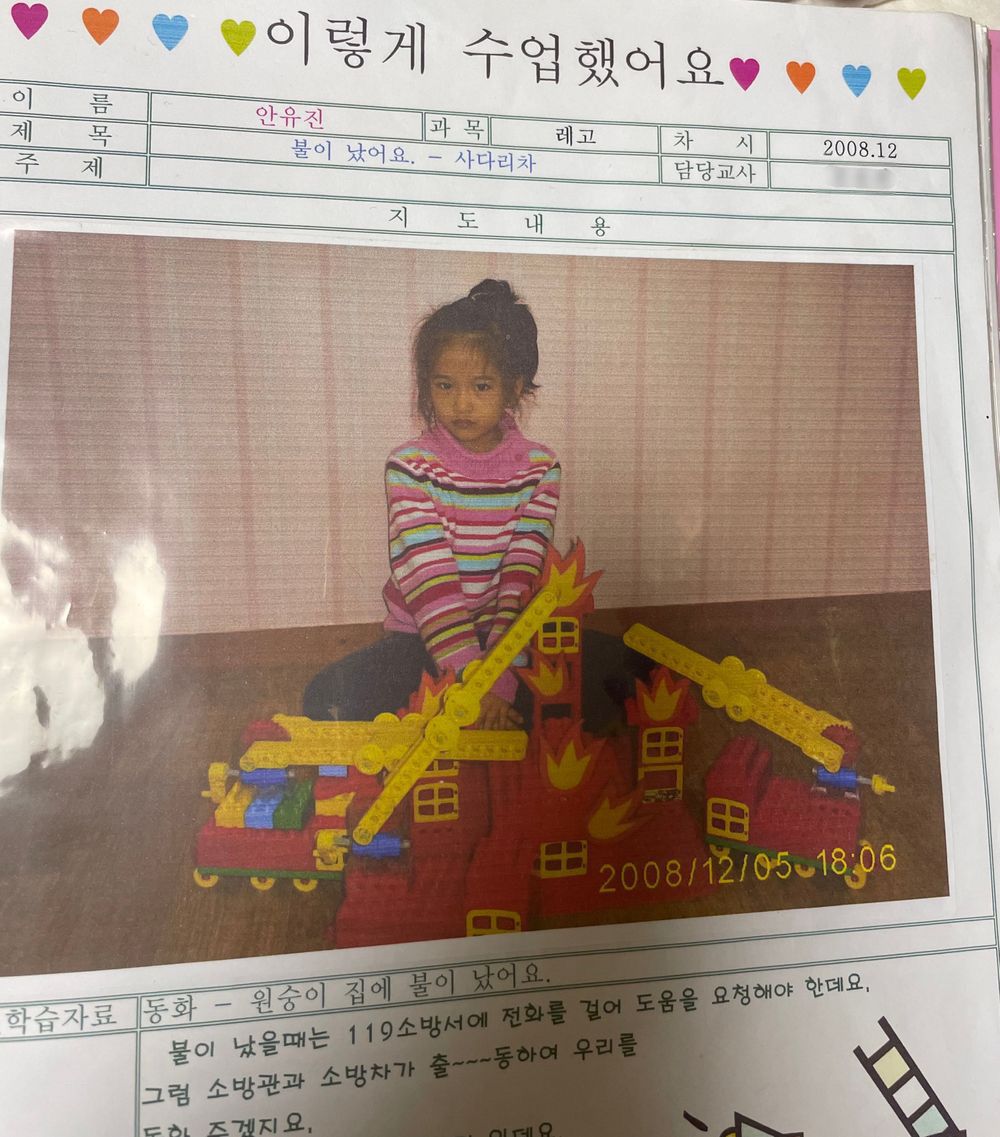 이렇게 수업했어요
이 름 안유진 과 목 레고 차 시 2008.12
제 목 불이 났어요. - 사다리차 담당교사
주 제
지 도 내 용
2008/12/05 18:06
학습자료 동화 - 원숭이 집에 불이 났어요.
불이 났을때는 119소방서에 전화를 걸어 도움을 요청해야 한데요,
그럼 소방관과 소방차가 출~~~동하여 우리를
주겠지요.